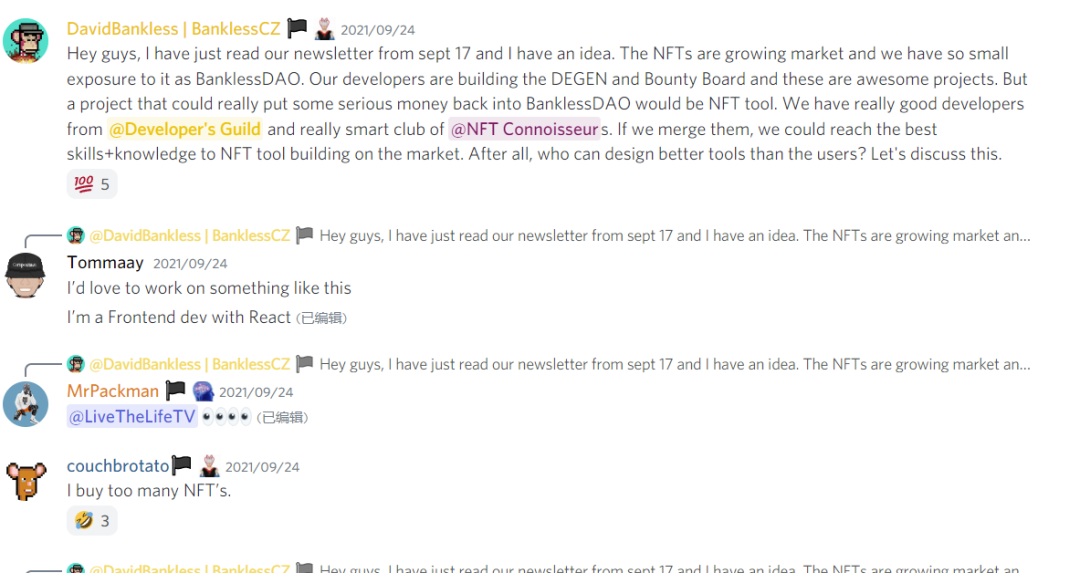 DavidBankless | BanklessCZ 2021/09/24
Hey guys, I have just read our newsletter from sept 17 and I have an idea. The NFTs are growing market and we have so small
exposure to it as BanklessDAO. Our developers are building the DEGEN and Bounty Board and these are awesome projects. But
a project that could really put some serious money back into BanklessDAO would be NFT tool. We have really good developers
from @Developer's Guild and really smart club of @NFT Connoisseurs. If we merge them, we could reach the best
skills+knowledge to NFT tool building on the market. After all, who can design better tools than the users? Let's discuss this.
💯 5
@DavidBankless | BanklessCZ Hey guys, I have just read our newsletter from sept 17 and I have an idea. The NFTs are growing market an...
Tommaay 2021/09/24
I'd love to work on something like this
I'm a Frontend dev with React (已编辑)
@DavidBankless | BanklessCZ Hey guys, I have just read our newsletter from sept 17 and I have an idea. The NFTs are growing market an...
MrPackman 2021/09/24
@LiveTheLifeTV 👀👀 (已编辑)
couchbrotato 2021/09/24
I buy too many NFT's.
🤣 3
@DavidBankless | BanklessCZ Hey guys, I have just read our newsletter from sept 17 and I have an idea. The NFTs are growing market an...